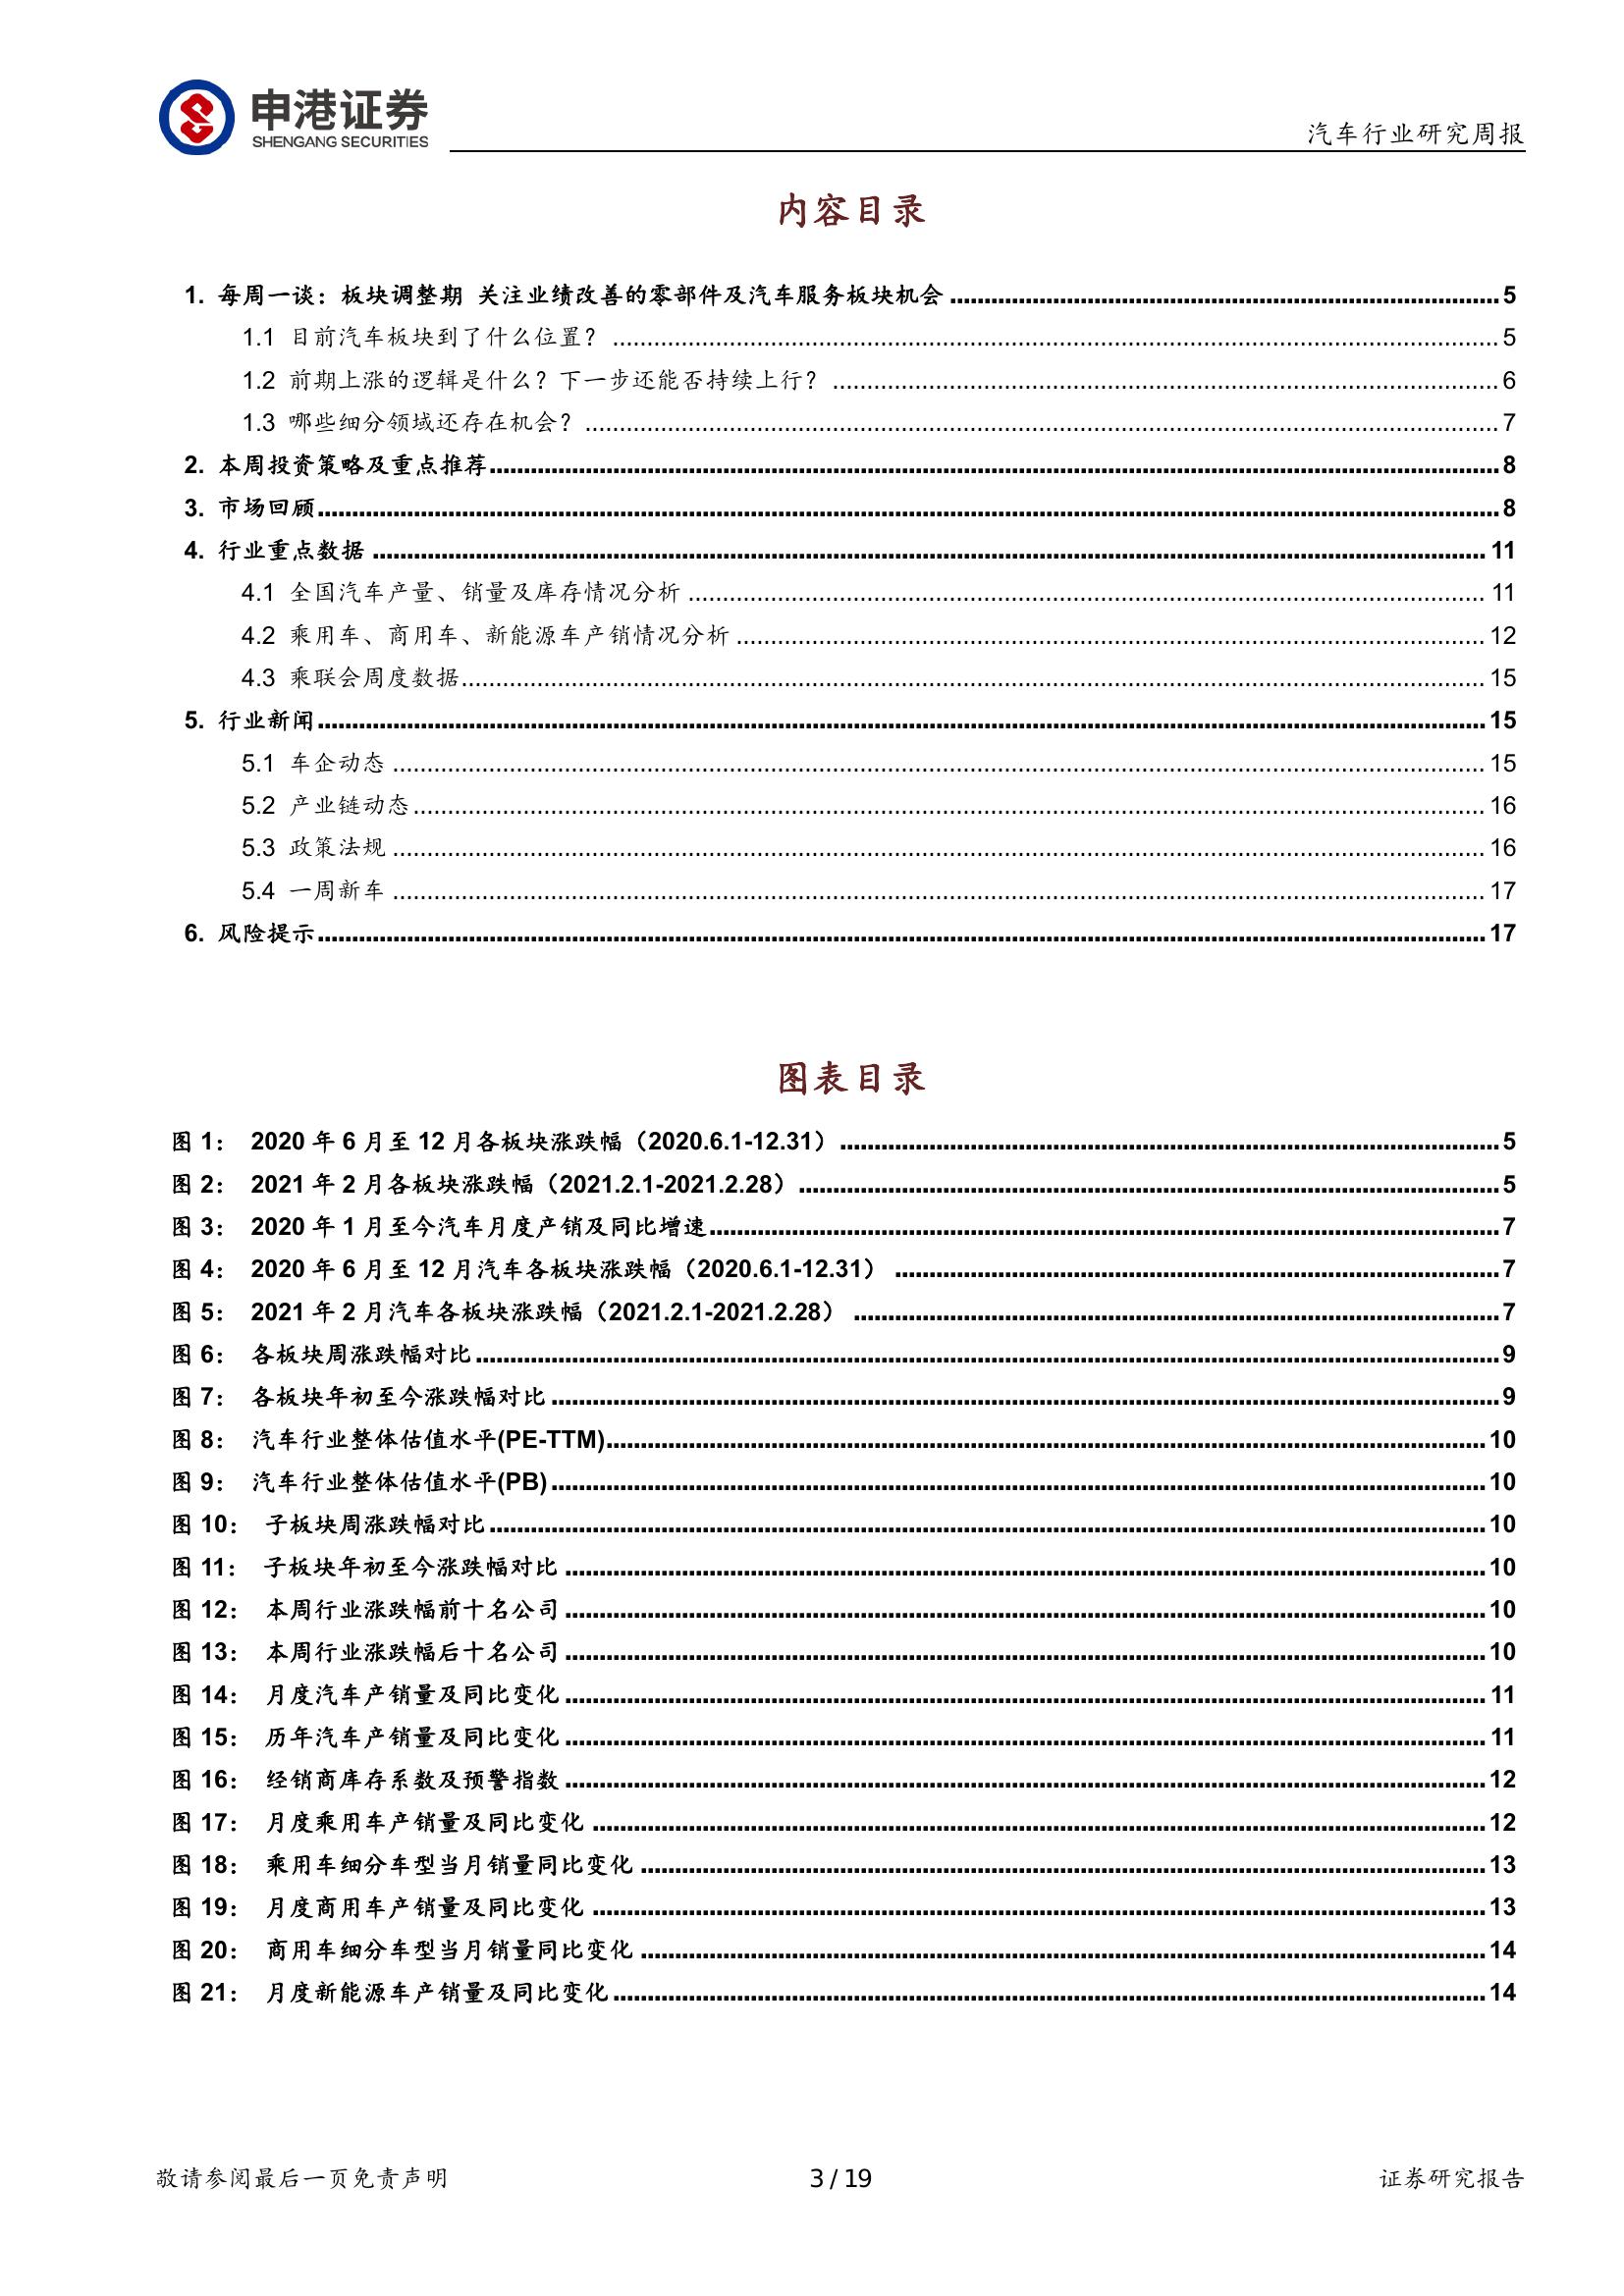 申港证券
SHENGANG SECURITIES
汽车行业研究周报
内容目录
1. 每周一谈：板块调整期 关注业绩改善的零部件及汽车服务板块机会 ........ 5
1.1 目前汽车板块到了什么位置？ ........ 5
1.2 前期上涨的逻辑是什么？下一步还能否持续上行？ ........ 6
1.3 哪些细分领域还存在机会？ ........ 7
2. 本周投资策略及重点推荐 ........ 8
3. 市场回顾 ........ 8
4. 行业重点数据 ........ 11
4.1 全国汽车产量、销量及库存情况分析 ........ 11
4.2 乘用车、商用车、新能源车产销情况分析 ........ 12
4.3 乘联会周度数据 ........ 15
5. 行业新闻 ........ 15
5.1 车企动态 ........ 15
5.2 产业链动态 ........ 16
5.3 政策法规 ........ 16
5.4 一周新车 ........ 17
6. 风险提示 ........ 17
图表目录
图 1： 2020 年 6 月至 12 月各板块涨跌幅（2020.6.1-12.31） ........ 5
图 2： 2021 年 2 月各板块涨跌幅（2021.2.1-2021.2.28） ........ 5
图 3： 2020 年 1 月至今汽车月度产销及同比增速 ........ 7
图 4： 2020 年 6 月至 12 月汽车各板块涨跌幅（2020.6.1-12.31） ........ 7
图 5： 2021 年 2 月汽车各板块涨跌幅（2021.2.1-2021.2.28） ........ 7
图 6： 各板块周涨跌幅对比 ........ 9
图 7： 各板块年初至今涨跌幅对比 ........ 9
图 8： 汽车行业整体估值水平(PE-TTM) ........ 10
图 9： 汽车行业整体估值水平(PB) ........ 10
图 10： 子板块周涨跌幅对比 ........ 10
图 11： 子板块年初至今涨跌幅对比 ........ 10
图 12： 本周行业涨跌幅前十名公司 ........ 10
图 13： 本周行业涨跌幅后十名公司 ........ 10
图 14： 月度汽车产销量及同比变化 ........ 11
图 15： 历年汽车产销量及同比变化 ........ 11
图 16： 经销商库存系数及预警指数 ........ 12
图 17： 月度乘用车产销量及同比变化 ........ 12
图 18： 乘用车细分车型当月销量同比变化 ........ 13
图 19： 月度商用车产销量及同比变化 ........ 13
图 20： 商用车细分车型当月销量同比变化 ........ 14
图 21： 月度新能源车产销量及同比变化 ........ 14
敬请参阅最后一页免责声明
3 / 19
证券研究报告